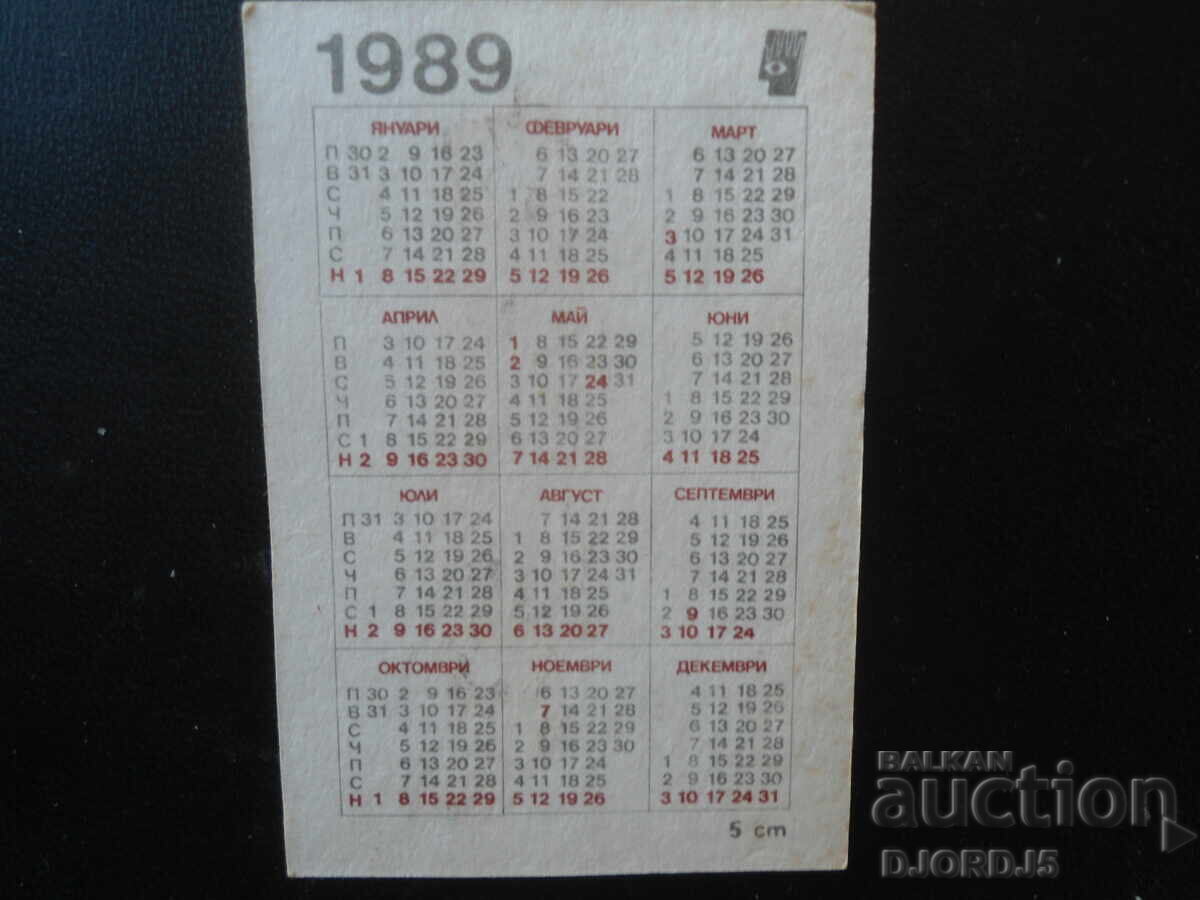 1989
ЯНУАРИ ФЕВРУАРИ МАРТ
П 30 2 9 16 23 6 13 20 27 6 13 20 27
В 31 3 10 17 24 7 14 21 28 7 14 21 28
С 4 11 18 25 1 8 15 22 1 8 15 22 29
Ч 5 12 19 26 2 9 16 23 2 9 16 23 30
П 6 13 20 27 3 10 17 24 3 10 17 24 31
С 7 14 21 28 4 11 18 25 4 11 18 25
Н 1 8 15 22 29 5 12 19 26 5 12 19 26
АПРИЛ МАЙ ЮНИ
П 3 10 17 24 1 8 15 22 29 5 12 19 26
В 4 11 18 25 2 9 16 23 30 6 13 20 27
С 5 12 19 26 3 10 17 24 31 7 14 21 28
Ч 6 13 20 27 4 11 18 25 1 8 15 22 29
П 7 14 21 28 5 12 19 26 2 9 16 23 30
С 1 8 15 22 29 6 13 20 27 3 10 17 24
Н 2 9 16 23 30 7 14 21 28 4 11 18 25
ЮЛИ АВГУСТ СЕПТЕМВРИ
П 31 3 10 17 24 7 14 21 28 4 11 18 25
В 4 11 18 25 1 8 15 22 29 5 12 19 26
С 5 12 19 26 2 9 16 23 30 6 13 20 27
Ч 6 13 20 27 3 10 17 24 31 7 14 21 28
П 7 14 21 28 4 11 18 25 1 8 15 22 29
С 1 8 15 22 29 5 12 19 26 2 9 16 23 30
Н 2 9 16 23 30 6 13 20 27 3 10 17 24
ОКТОМВРИ НОЕМВРИ ДЕКЕМВРИ
П 30 2 9 16 23 6 13 20 27 4 11 18 25
В 31 3 10 17 24 7 14 21 28 5 12 19 26
С 4 11 18 25 1 8 15 22 29 6 13 20 27
Ч 5 12 19 26 2 9 16 23 30 7 14 21 28
П 6 13 20 27 3 10 17 24 1 8 15 22 29
С 7 14 21 28 4 11 18 25 2 9 16 23 30
Н 1 8 15 22 29 5 12 19 26 3 10 17 24 31
5 cm
BALKAN
auction
DJORDJ5